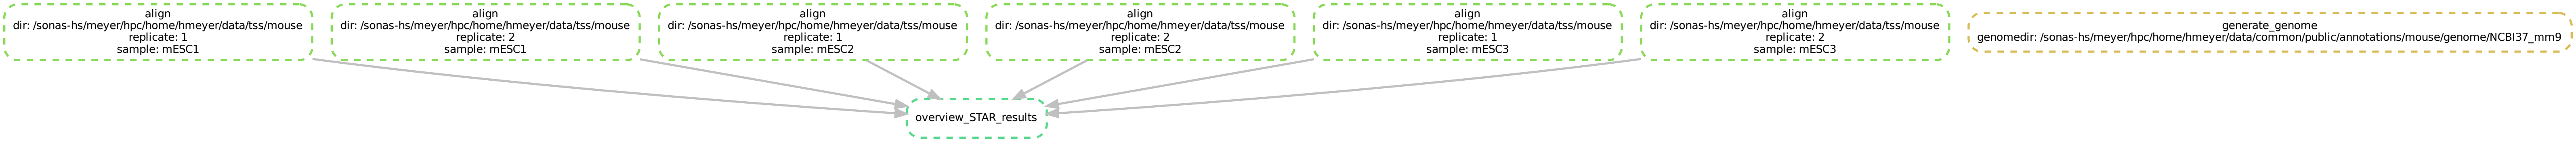 align
dir: /sonas-hs/meyer/hpc/home/hmeyer/data/tss/mouse
replicate: 1
sample: mESC1
align
dir: /sonas-hs/meyer/hpc/home/hmeyer/data/tss/mouse
replicate: 2
sample: mESC1
align
dir: /sonas-hs/meyer/hpc/home/hmeyer/data/tss/mouse
replicate: 1
sample: mESC2
align
dir: /sonas-hs/meyer/hpc/home/hmeyer/data/tss/mouse
replicate: 2
sample: mESC2
align
dir: /sonas-hs/meyer/hpc/home/hmeyer/data/tss/mouse
replicate: 1
sample: mESC3
align
dir: /sonas-hs/meyer/hpc/home/hmeyer/data/tss/mouse
replicate: 2
sample: mESC3
generate_genome
genomedir: /sonas-hs/meyer/hpc/home/hmeyer/data/common/public/annotations/mouse/genome/NCBI37_mm9
overview_STAR_results